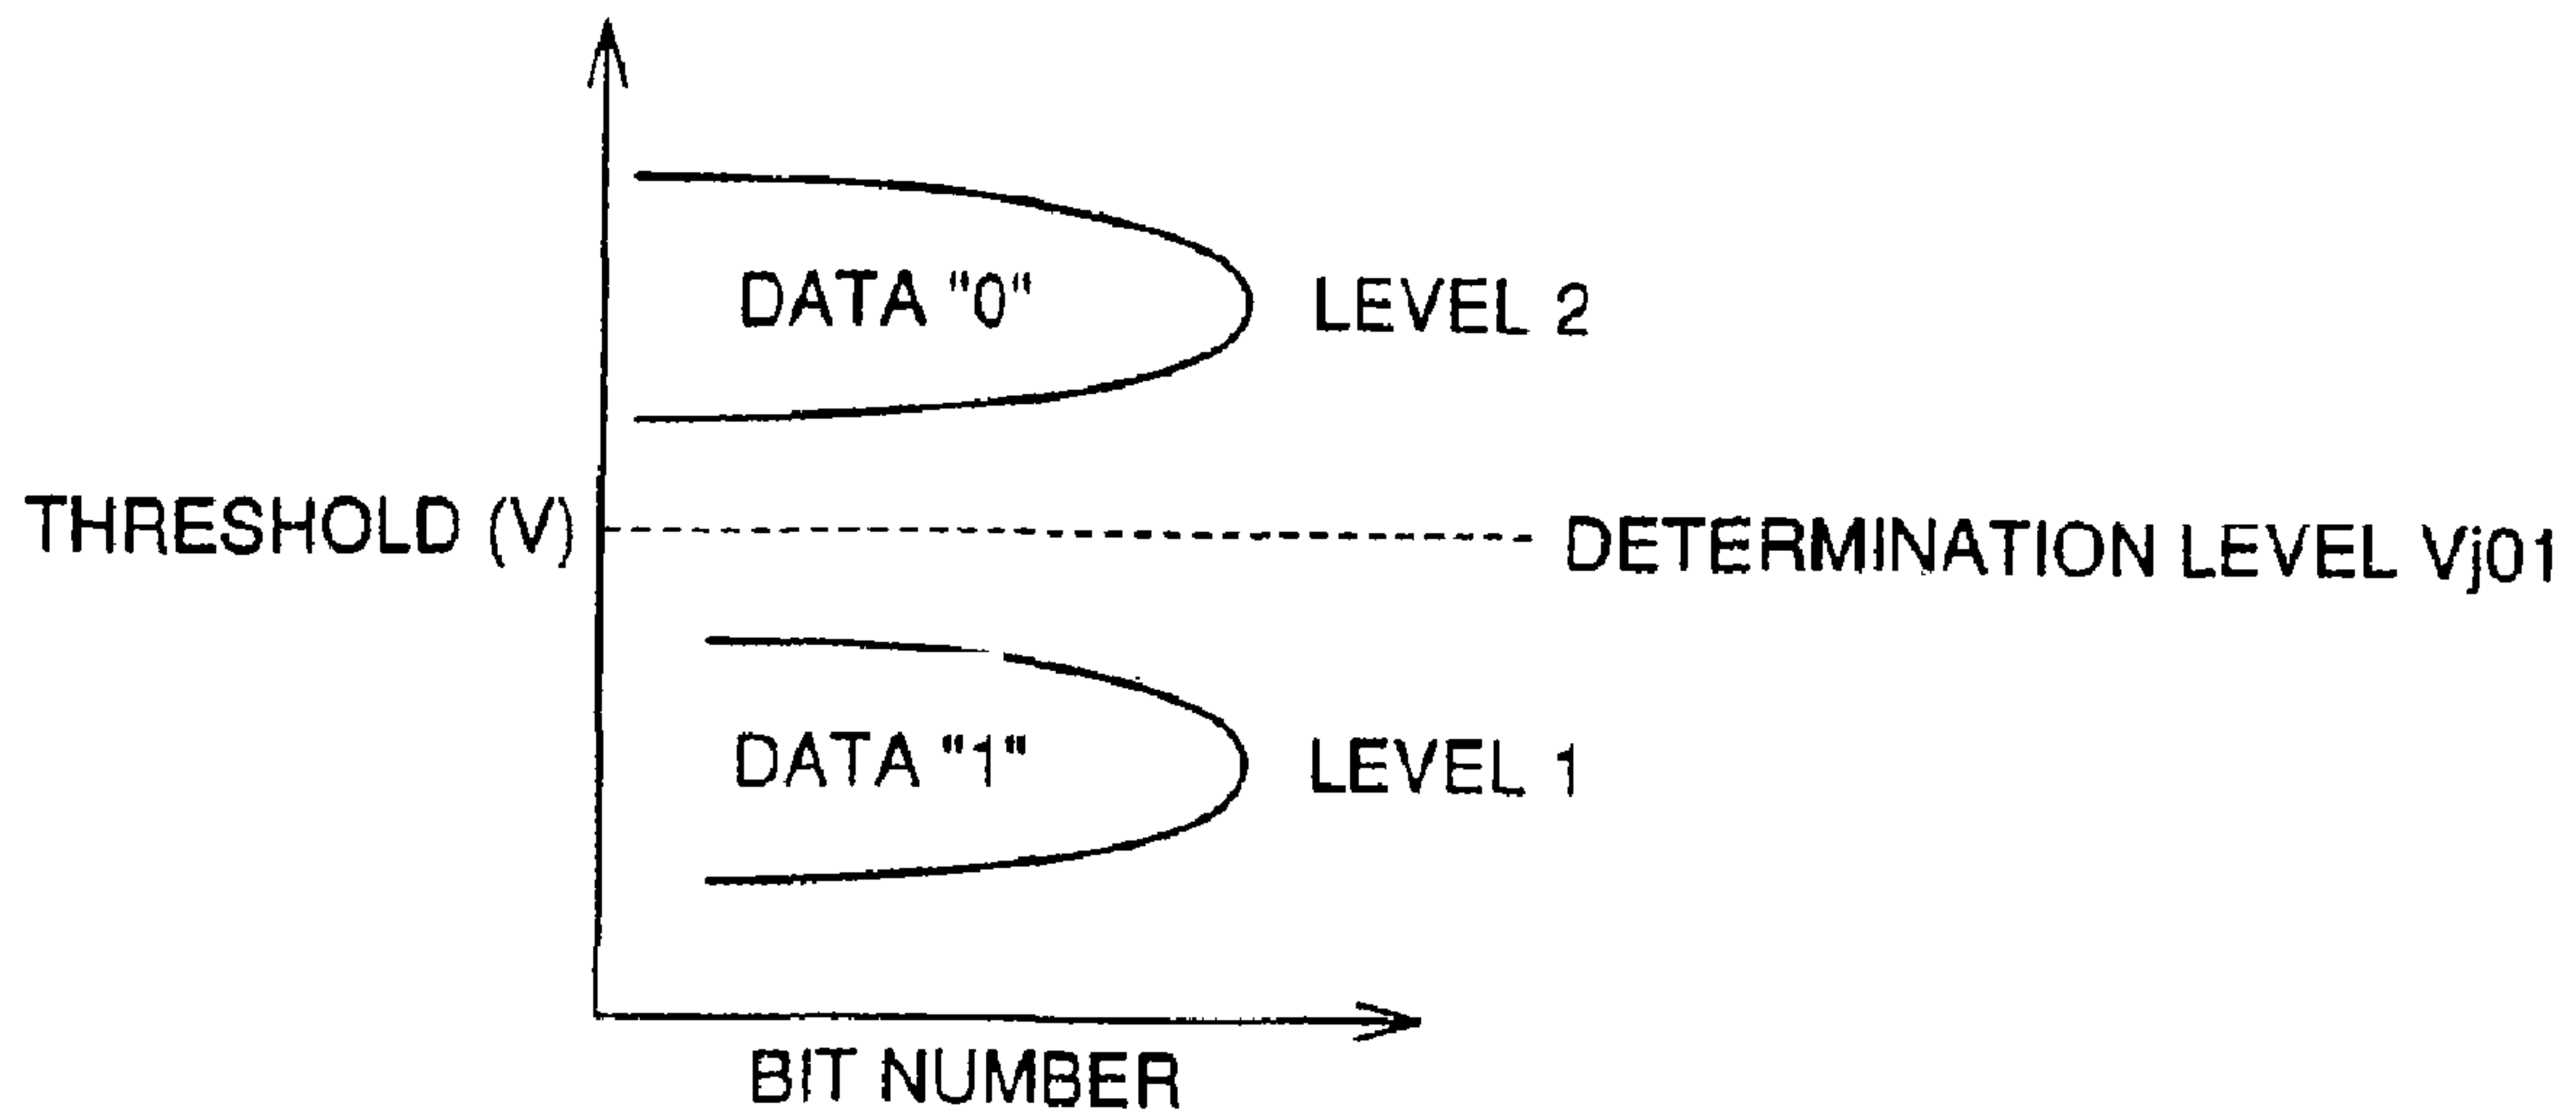 DATA "0"
LEVEL 2
THRESHOLD (V)
DETERMINATION LEVEL Vj01
DATA "1"
LEVEL 1
BIT NUMBER